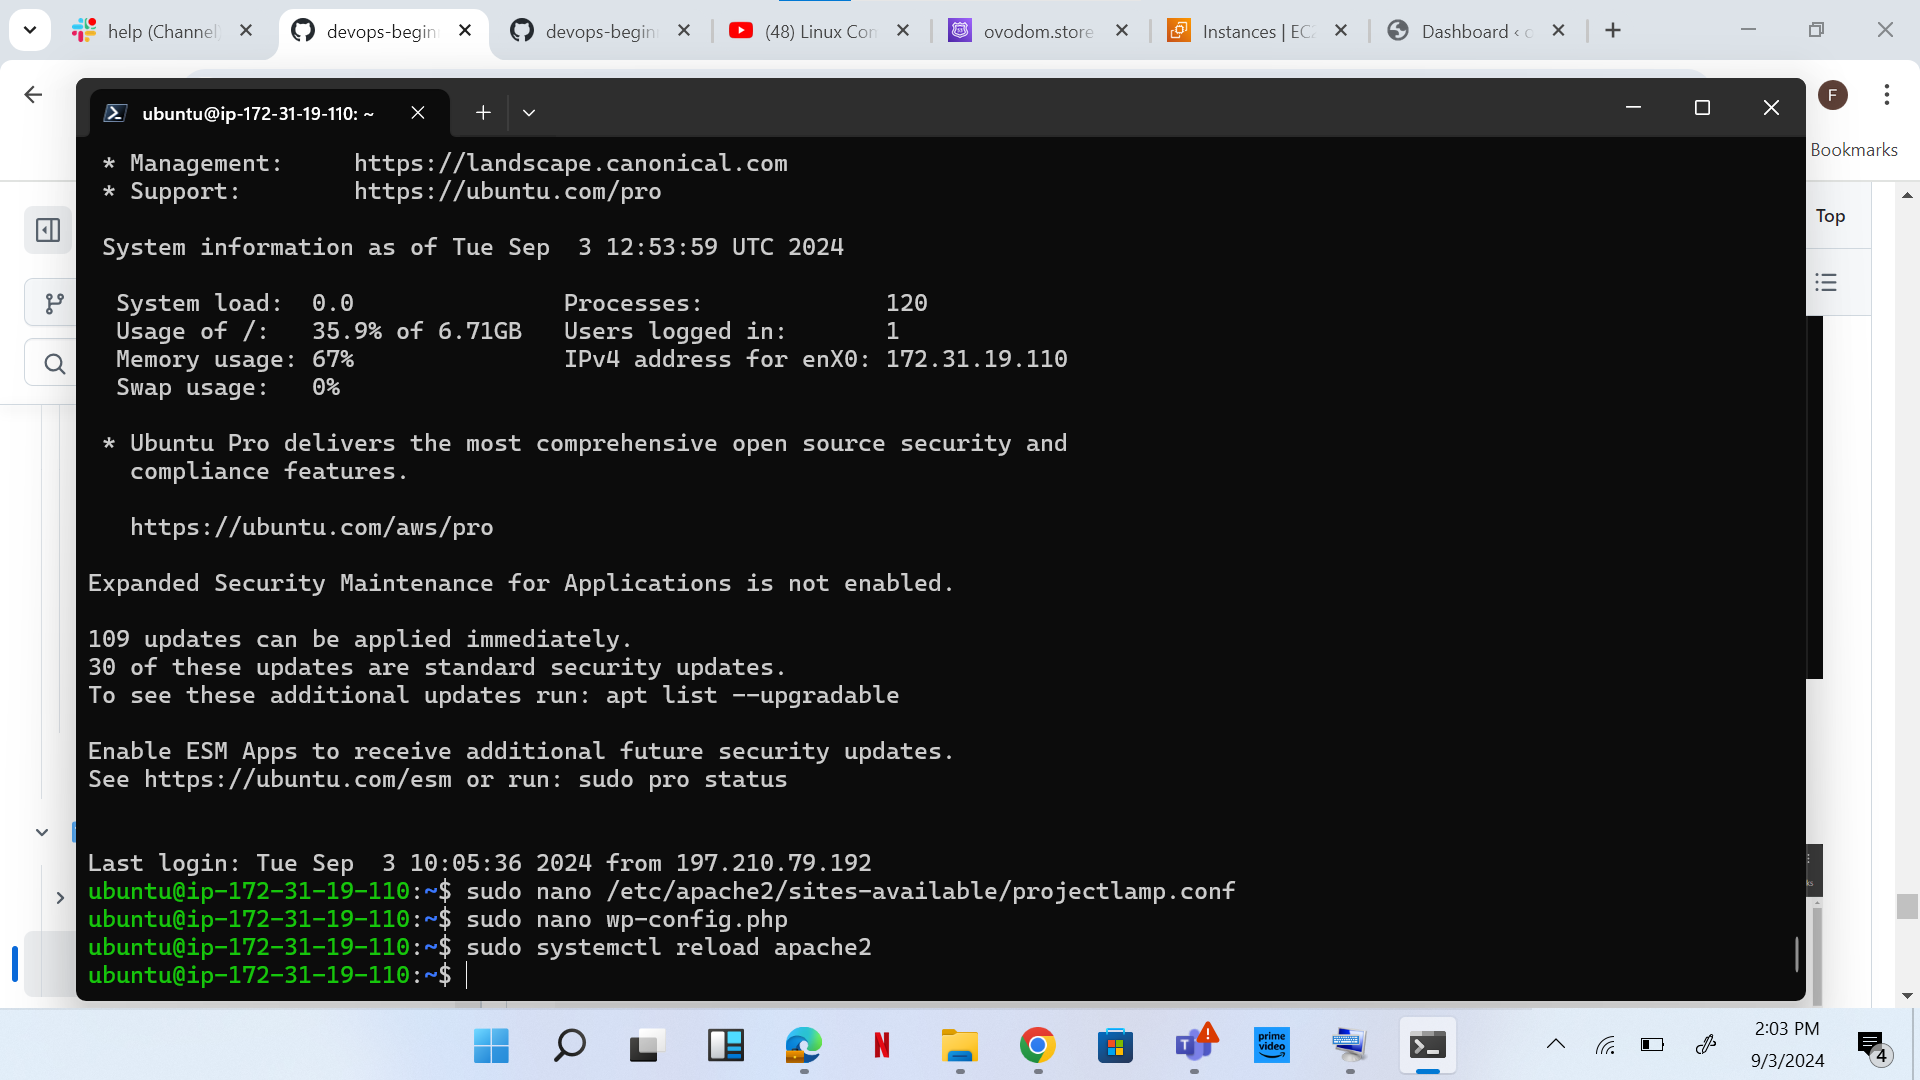 help (Channel)
devops-begin
devops-begin
(48) Linux Con
ovodom.store
Instances | EC2
Dashboard ‹ o
F
Bookmarks
Top
ubuntu@ip-172-31-19-110: ~
* Management: https://landscape.canonical.com
* Support: https://ubuntu.com/pro
System information as of Tue Sep 3 12:53:59 UTC 2024
System load: 0.0 Processes: 120
Usage of /: 35.9% of 6.71GB Users logged in: 1
Memory usage: 67% IPv4 address for enX0: 172.31.19.110
Swap usage: 0%
* Ubuntu Pro delivers the most comprehensive open source security and
compliance features.
https://ubuntu.com/aws/pro
Expanded Security Maintenance for Applications is not enabled.
109 updates can be applied immediately.
30 of these updates are standard security updates.
To see these additional updates run: apt list --upgradable
Enable ESM Apps to receive additional future security updates.
See https://ubuntu.com/esm or run: sudo pro status
Last login: Tue Sep 3 10:05:36 2024 from 197.210.79.192
ubuntu@ip-172-31-19-110:~$ sudo nano /etc/apache2/sites-available/projectlamp.conf
ubuntu@ip-172-31-19-110:~$ sudo nano wp-config.php
ubuntu@ip-172-31-19-110:~$ sudo systemctl reload apache2
ubuntu@ip-172-31-19-110:~$
N
T
prime video
2:03 PM
9/3/2024
4